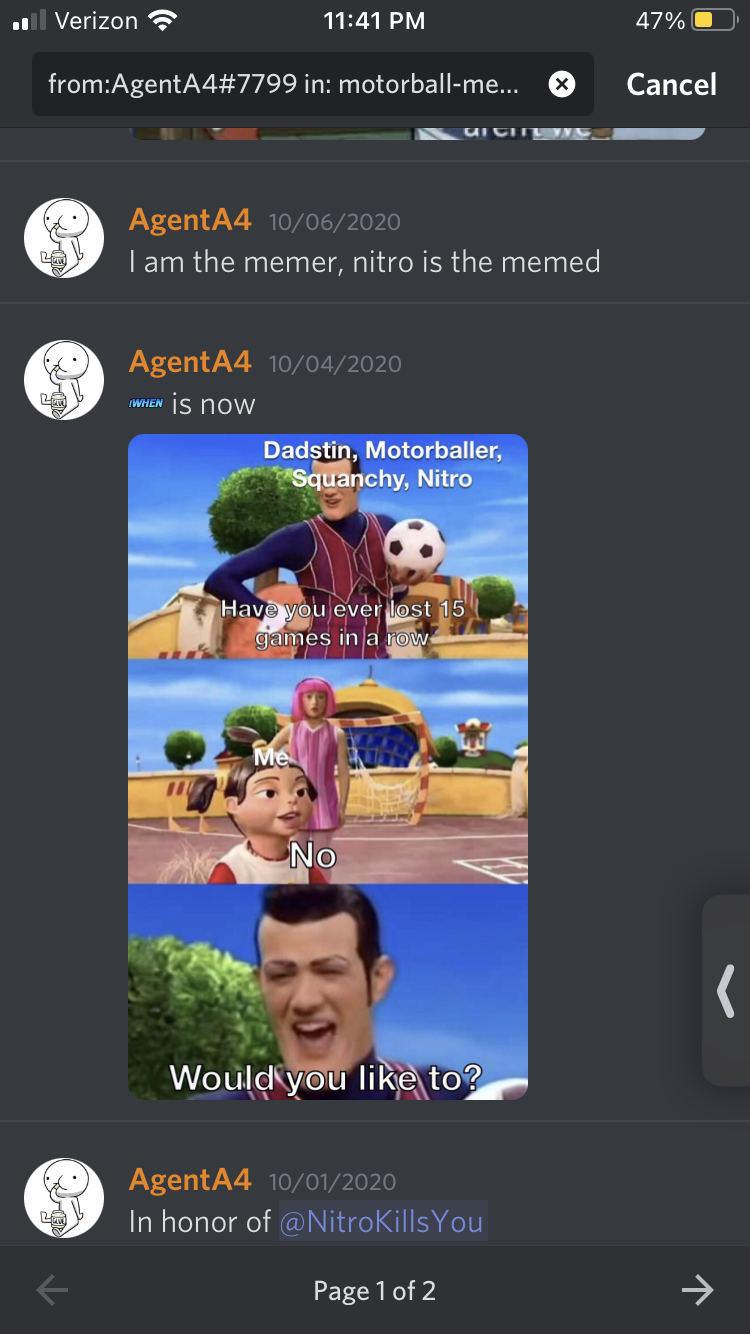 Verizon 11:41 PM 47%
from:AgentA4#7799 in: motorball-me... Cancel
aren't we
AgentA4 10/06/2020
I am the memer, nitro is the memed
AgentA4 10/04/2020
!WHEN is now
Dadstin, Motorballer,
Squanchy, Nitro
Have you ever lost 15
games in a row
Me
No
Would you like to?
AgentA4 10/01/2020
In honor of @NitroKillsYou
Page 1 of 2